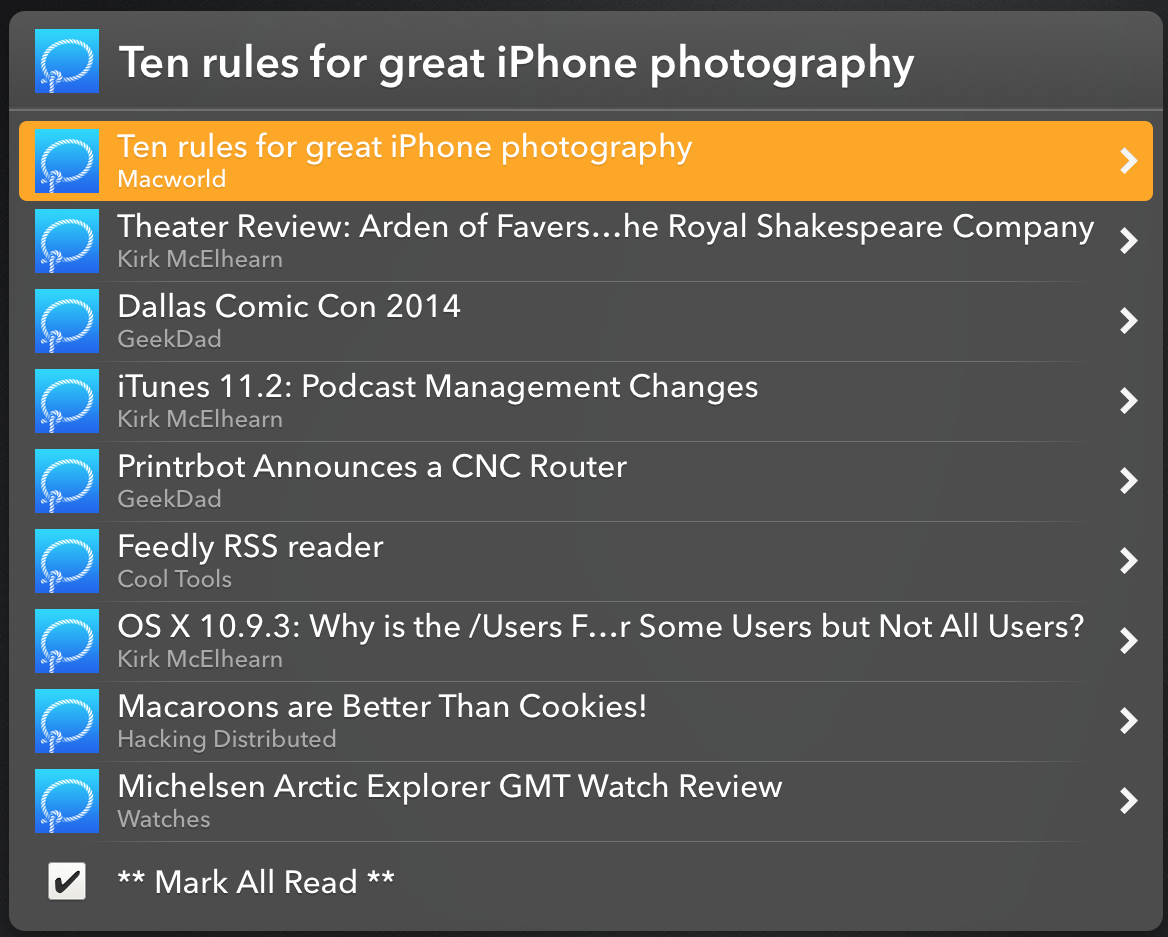 Ten rules for great iPhone photography
Ten rules for great iPhone photography
Macworld
Theater Review: Arden of Favers...he Royal Shakespeare Company
Kirk McElhearn
Dallas Comic Con 2014
GeekDad
iTunes 11.2: Podcast Management Changes
Kirk McElhearn
Printrbot Announces a CNC Router
GeekDad
Feedly RSS reader
Cool Tools
OS X 10.9.3: Why is the /Users F...r Some Users but Not All Users?
Kirk McElhearn
Macaroons are Better Than Cookies!
Hacking Distributed
Michelsen Arctic Explorer GMT Watch Review
Watches
** Mark All Read **